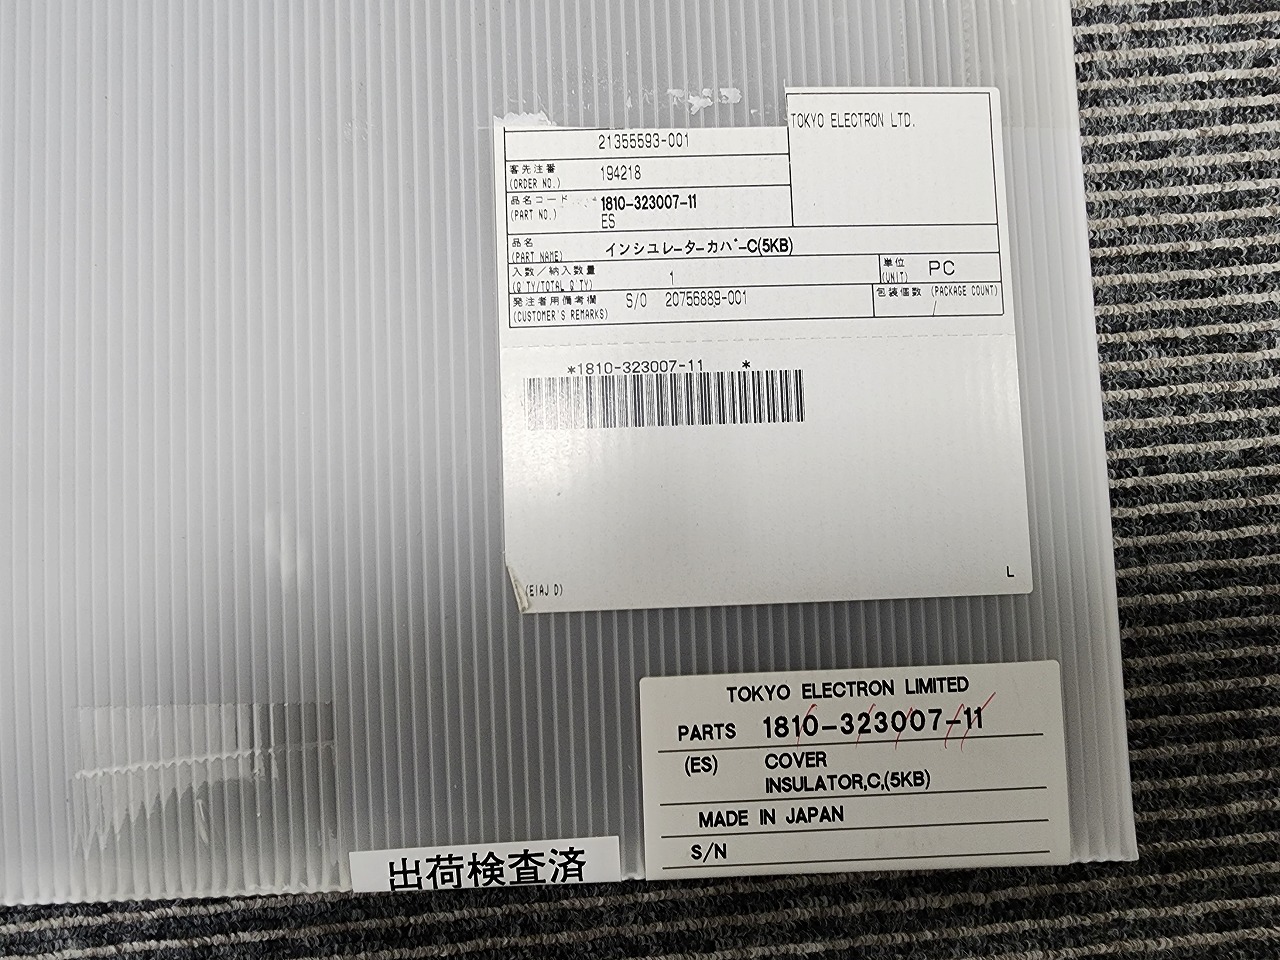 TOKYO ELECTRON LTD.
21355593-001
客先注番
(ORDER NO.)
194218
品名コード
(PART NO.)
1810-323007-11
ES
品名
(PART NAME)
インシュレーターカバーC(5KB)
入数/納入数量
(Q'TY/TOTAL Q'TY)
1
単位
(UNIT)
PC
発注者用備考欄
(CUSTOMER'S REMARKS)
S/O 20756889-001
包装個数 (PACKAGE COUNT)
/
*1810-323007-11 *
(EIAJ D)
L
TOKYO ELECTRON LIMITED
PARTS 1810-323007-11
(ES) COVER
INSULATOR,C,(5KB)
MADE IN JAPAN
S/N
出荷検査済